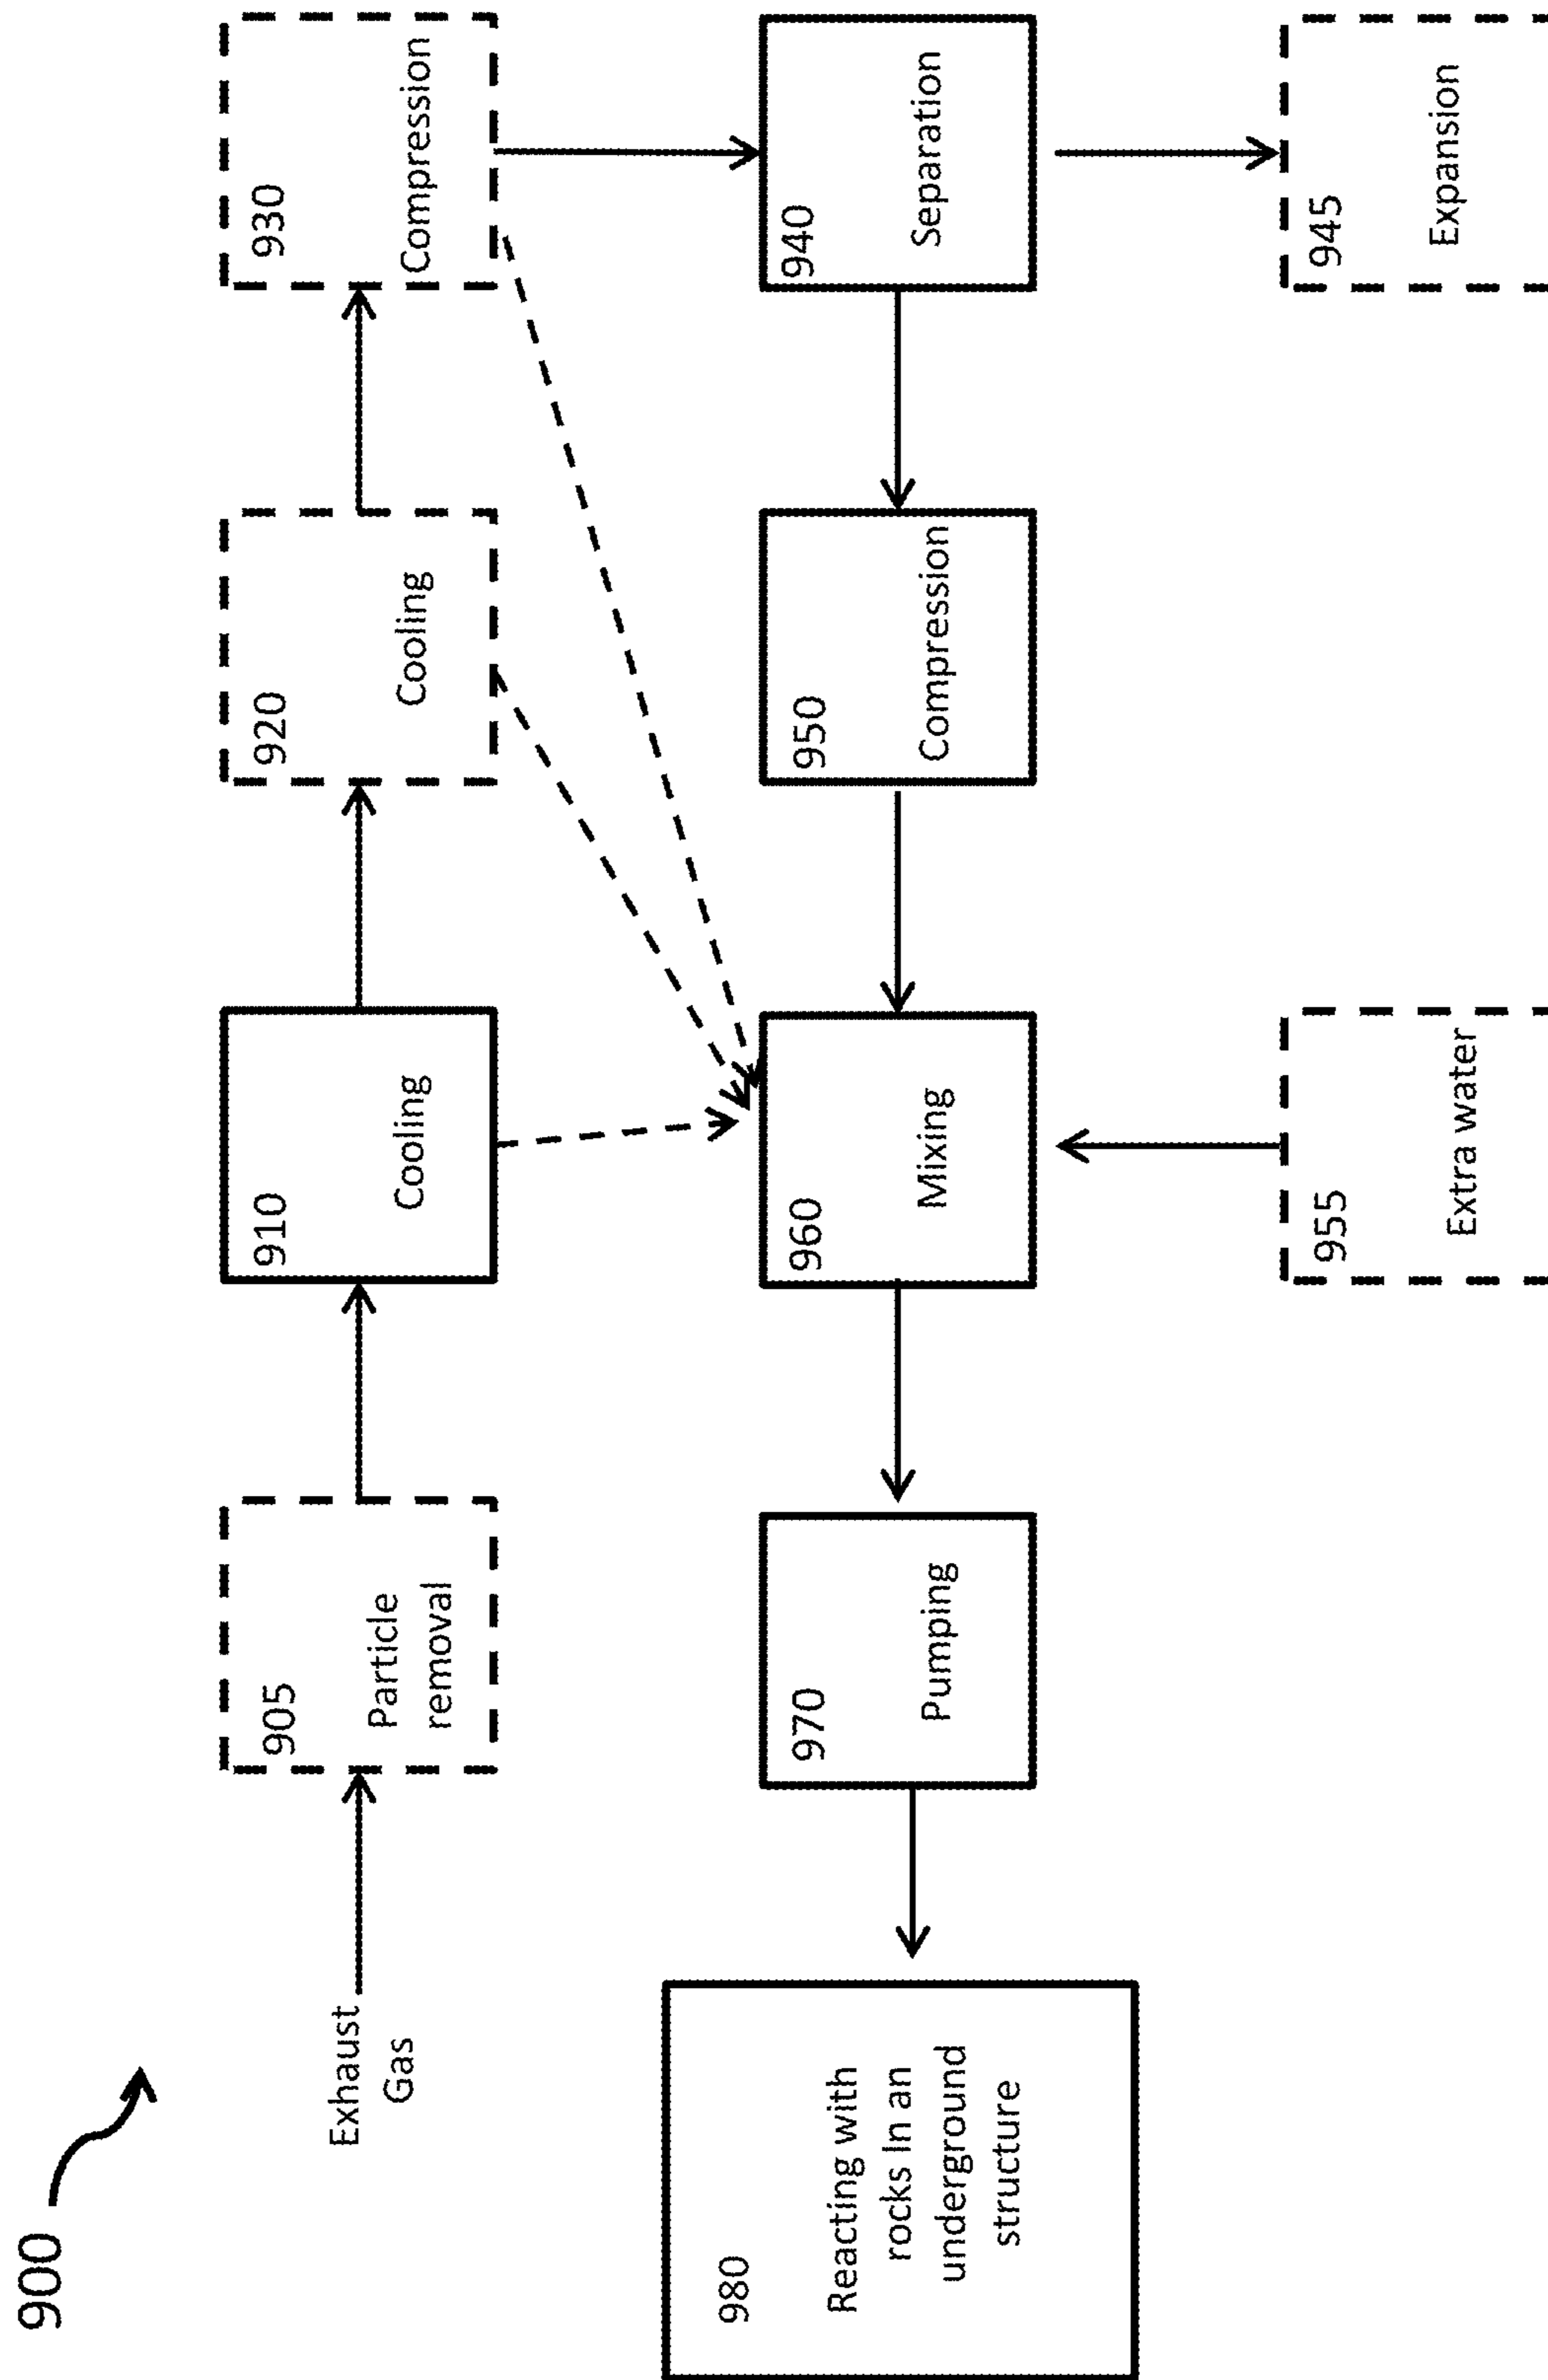 900
Exhaust
Gas
905
Particle
removal
910
Cooling
920
Cooling
930
Compression
980
Reacting with
rocks In an
underground
structure
970
Pumping
960
Mixing
950
Compression
940
Separation
955
Extra water
945
Expansion